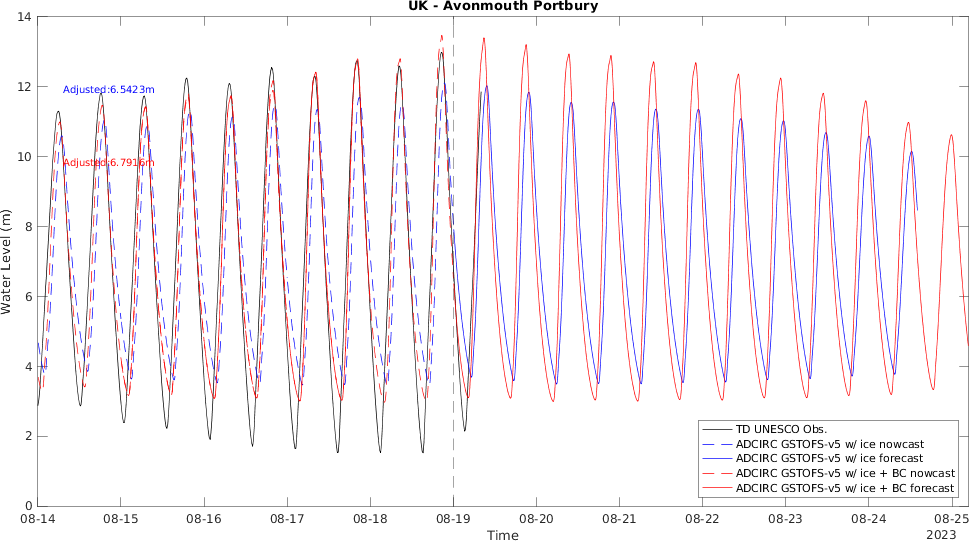 UK - Avonmouth Portbury
14
12
10
8
6
4
2
0
Water Level (m)
Adjusted:6.5423m
Adjusted:6.7916m
TD UNESCO Obs.
ADCIRC GSTOFS-v5 w/ ice nowcast
ADCIRC GSTOFS-v5 w/ ice forecast
ADCIRC GSTOFS-v5 w/ ice + BC nowcast
ADCIRC GSTOFS-v5 w/ ice + BC forecast
08-14 08-15 08-16 08-17 08-18 08-19 08-20 08-21 08-22 08-23 08-24 08-25
Time
2023